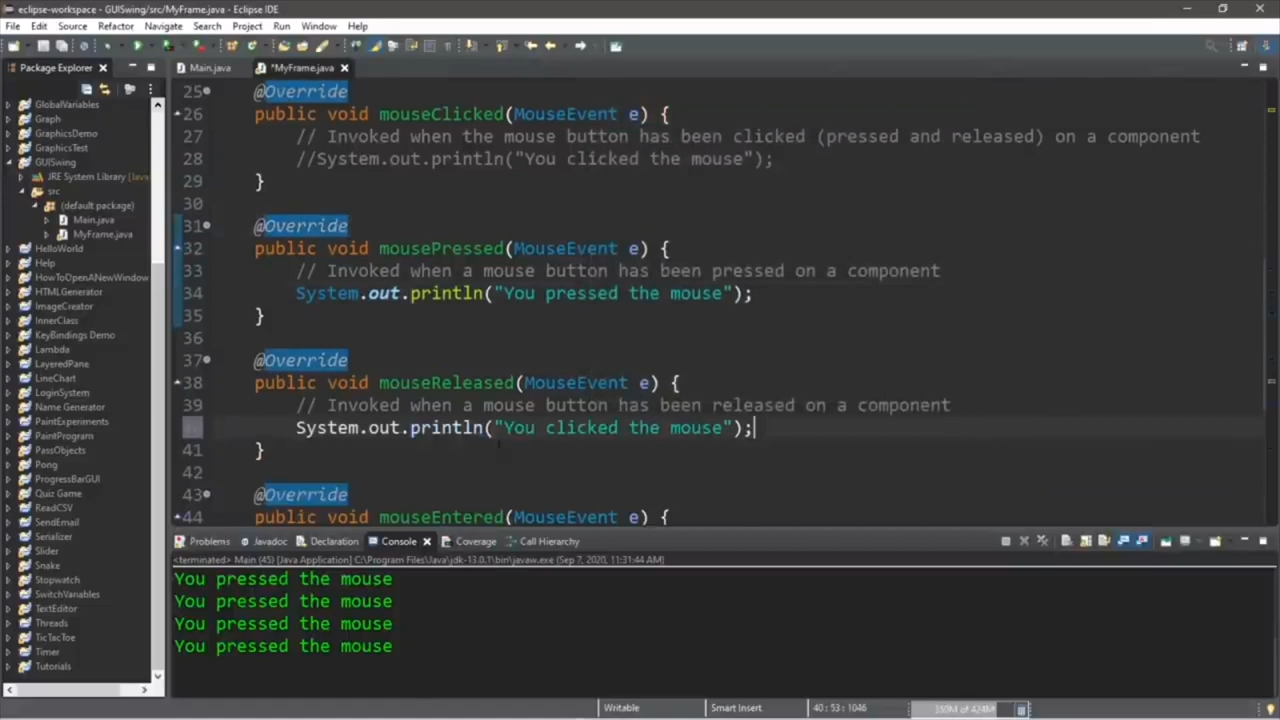 eclipse-workspace - GUISwing/src/MyFrame.java - Eclipse IDE
File Edit Source Refactor Navigate Search Project Run Window Help
Package Explorer
Main.java *MyFrame.java
GlobalVariables
Graph
GraphicsDemo
GraphicsTest
GUISwing
JRE System Library [Java
src
(default package)
Main.java
MyFrame.java
HelloWorld
Help
HowToOpenANewWindow
HTMLGenerator
ImageCreator
InnerClass
KeyBindings Demo
Lambda
LayeredPane
LineChart
LoginSystem
Name Generator
PaintExperiments
PaintProgram
PassObjects
Pong
ProgressBarGUI
Quiz Game
ReadCSV
SendEmail
Serializer
Slider
Snake
Stopwatch
SwitchVariables
TextEditor
Threads
TicTacToe
Timer
Tutorials
25 @Override
26 public void mouseClicked(MouseEvent e) {
27 // Invoked when the mouse button has been clicked (pressed and released) on a component
28 //System.out.println("You clicked the mouse");
29 }
30
31 @Override
32 public void mousePressed(MouseEvent e) {
33 // Invoked when a mouse button has been pressed on a component
34 System.out.println("You pressed the mouse");
35 }
36
37 @Override
38 public void mouseReleased(MouseEvent e) {
39 // Invoked when a mouse button has been released on a component
System.out.println("You clicked the mouse");
41 }
42
43 @Override
44 public void mouseEntered(MouseEvent e) {
Problems Javadoc Declaration Console Coverage Call Hierarchy
<terminated> Main (45) [Java Application] C:\Program Files\Java\jdk-13.0.1\bin\javaw.exe (Sep 7, 2020, 11:31:44 AM)
You pressed the mouse
You pressed the mouse
You pressed the mouse
You pressed the mouse
Writable Smart Insert 40 : 53 : 1046 350M of 424M